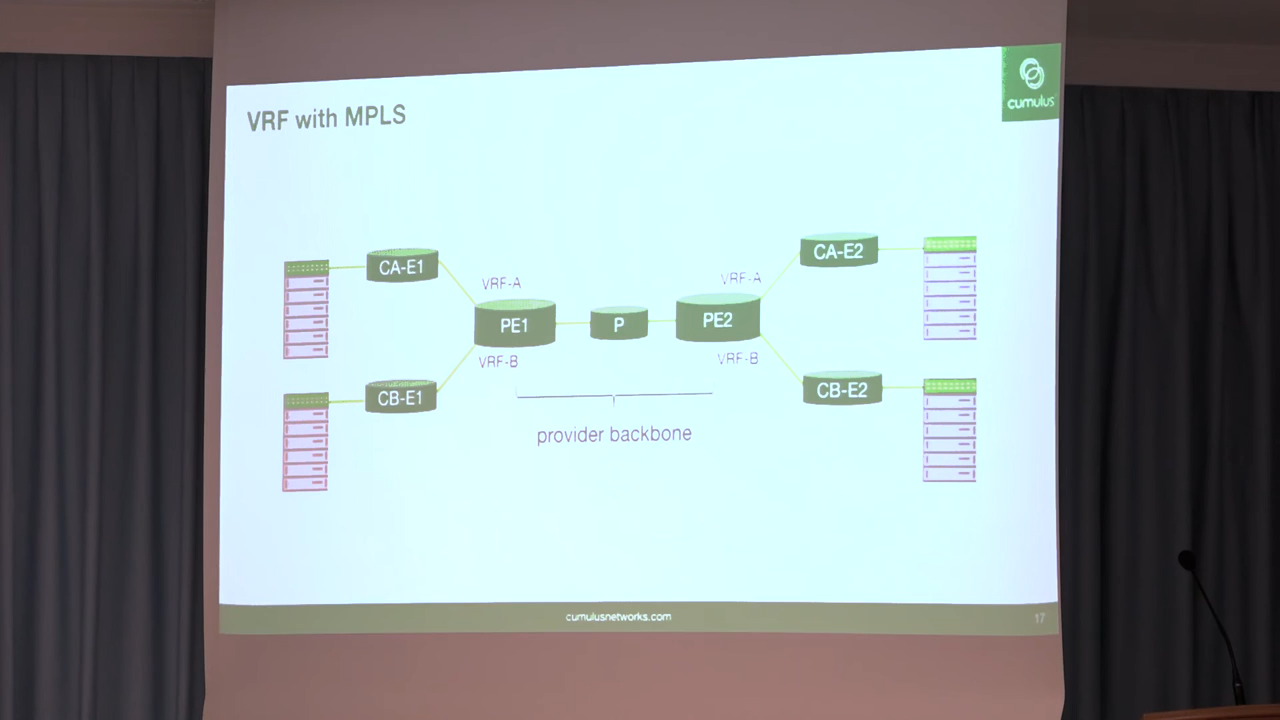 VRF with MPLS
cumulus
CA-E1
CA-E2
VRF-A
VRF-A
PE1
P
PE2
VRF-B
VRF-B
CB-E1
CB-E2
provider backbone
cumulusnetworks.com
17